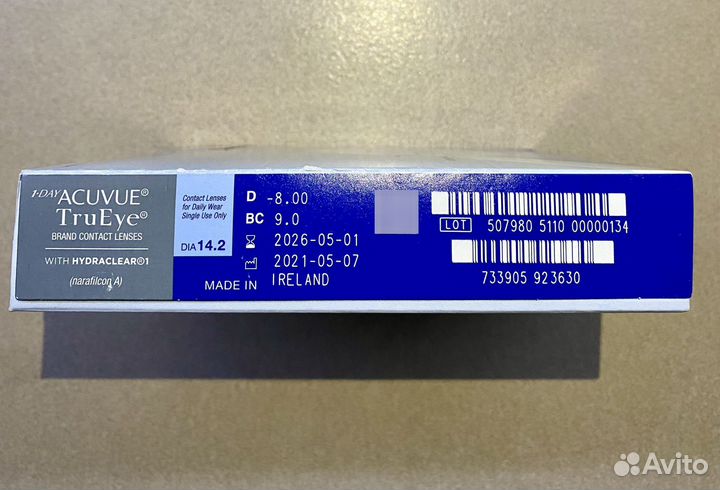 1-DAY ACUVUE®
TruEye®
BRAND CONTACT LENSES
WITH HYDRACLEAR®1
(narafilcon A)
Contact Lenses
for Daily Wear
Single Use Only
DIA 14.2
D -8.00
BC 9.0
2026-05-01
2021-05-07
MADE IN IRELAND
LOT 507980 5110 00000134
733905 923630
Avito